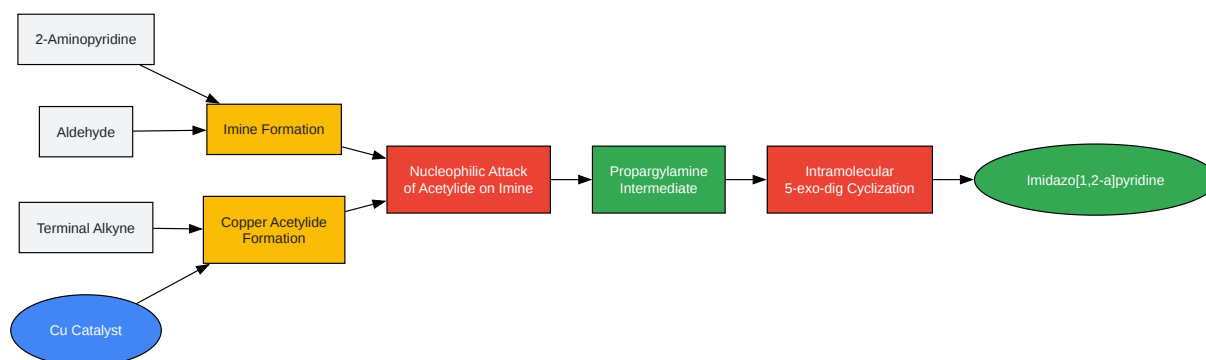 2-Aminopyridine
Aldehyde
Imine Formation
Terminal Alkyne
Copper Acetylide
Formation
Cu Catalyst
Nucleophilic Attack
of Acetylide on Imine
Propargylamine
Intermediate
Intramolecular
5-exo-dig Cyclization
Imidazo[1,2-a]pyridine